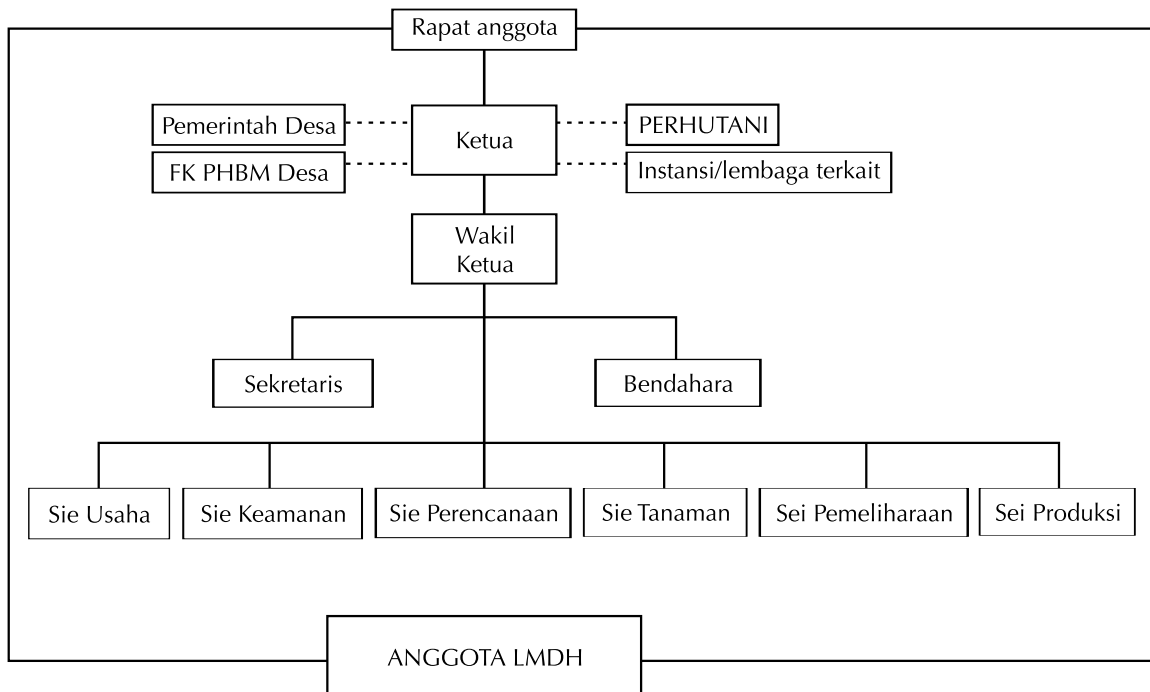 Rapat anggota
Pemerintah Desa
Ketua
PERHUTANI
FK PHBM Desa
Instansi/lembaga terkait
Wakil
Ketua
Sekretaris
Bendahara
Sie Usaha
Sie Keamanan
Sie Perencanaan
Sie Tanaman
Sei Pemeliharaan
Sei Produksi
ANGGOTA LMDH